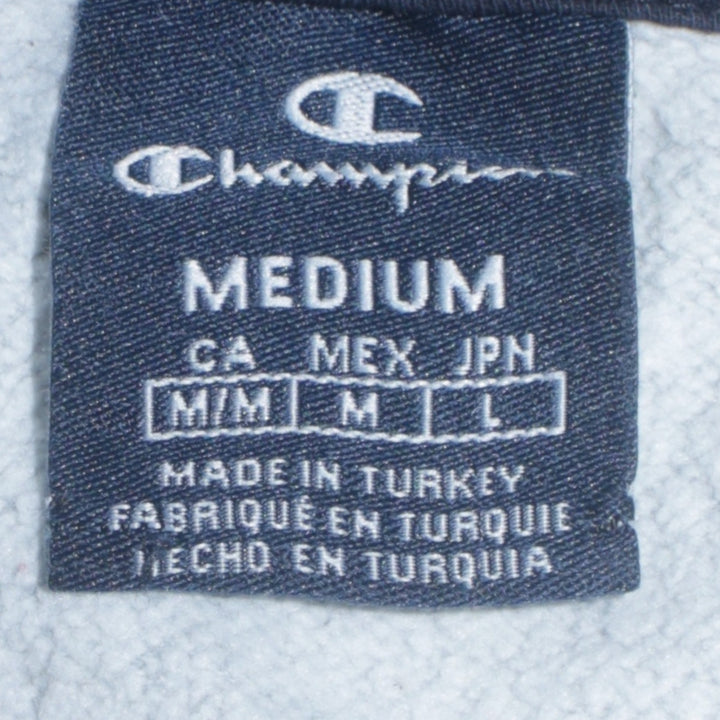 Champion
MEDIUM
CA MEX JPN
M/M M L
MADE IN TURKEY
FABRIQUÉ EN TURQUIE
HECHO EN TURQUIA